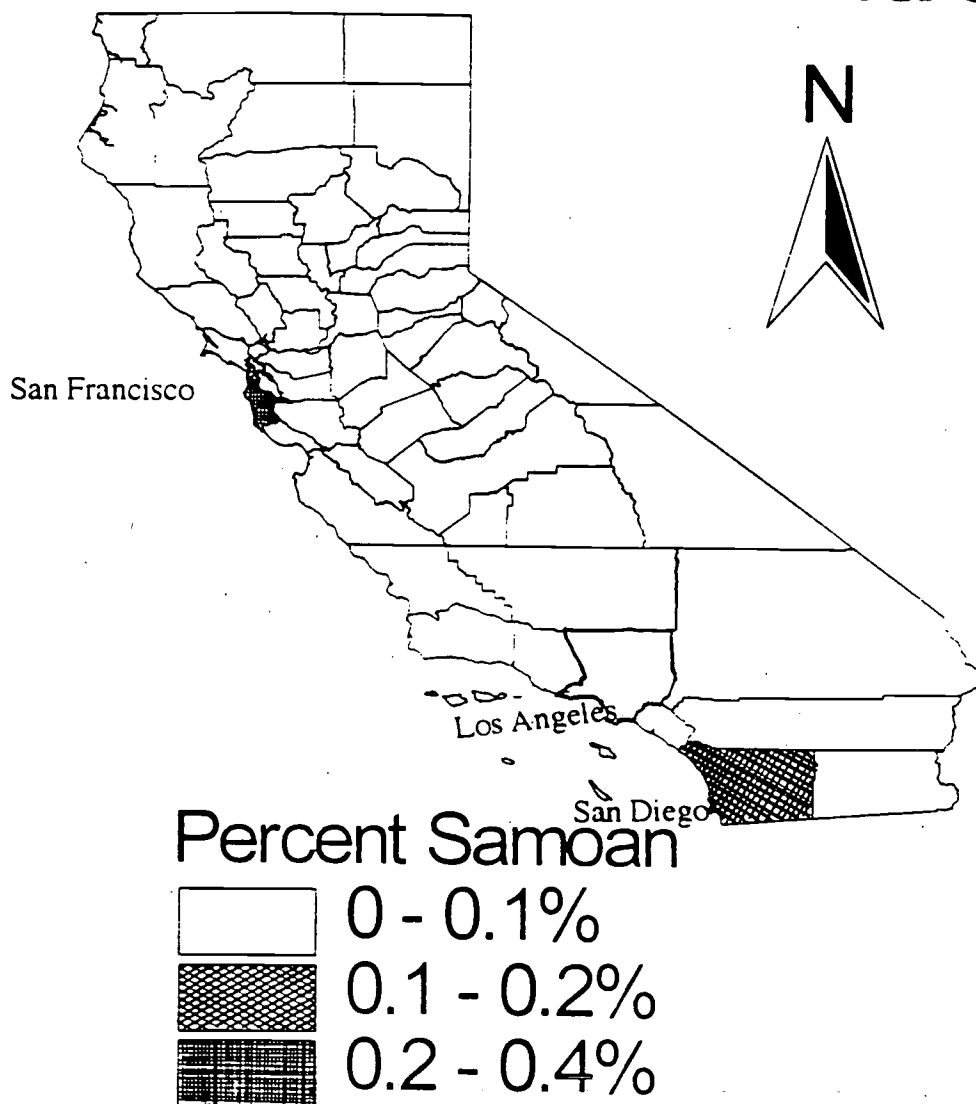 N
San Francisco
Los Angeles
San Diego
Percent Samoan
0 - 0.1%
0.1 - 0.2%
0.2 - 0.4%